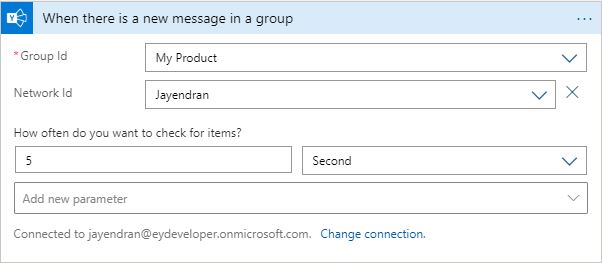 When there is a new message in a group
* Group Id
My Product
Network Id
Jayendran
How often do you want to check for items?
5
Second
Add new parameter
Connected to jayendran@eydeveloper.onmicrosoft.com. Change connection.